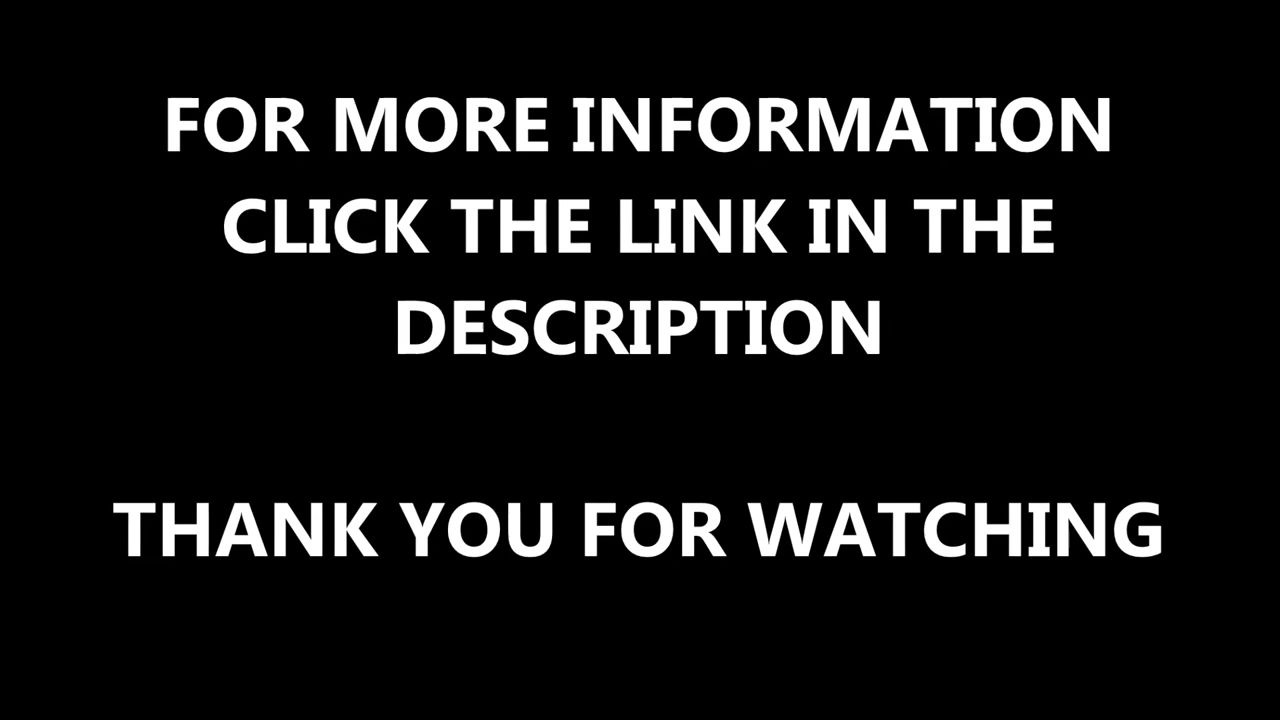 FOR MORE INFORMATION
CLICK THE LINK IN THE
DESCRIPTION
THANK YOU FOR WATCHING